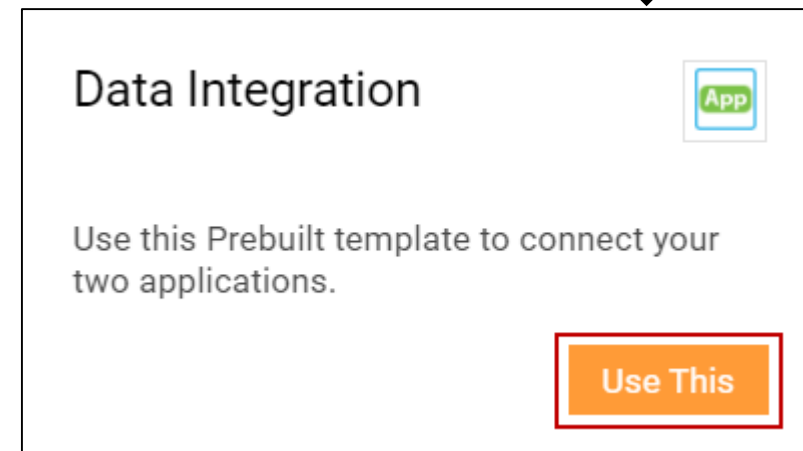 Data Integration
App
Use this Prebuilt template to connect your
two applications.
Use This